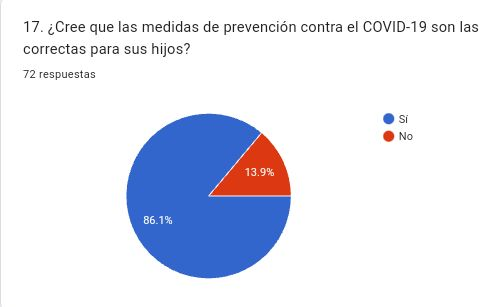 17. ¿Cree que las medidas de prevención contra el COVID-19 son las
correctas para sus hijos?
72 respuestas
Sí
No
13.9%
86.1%